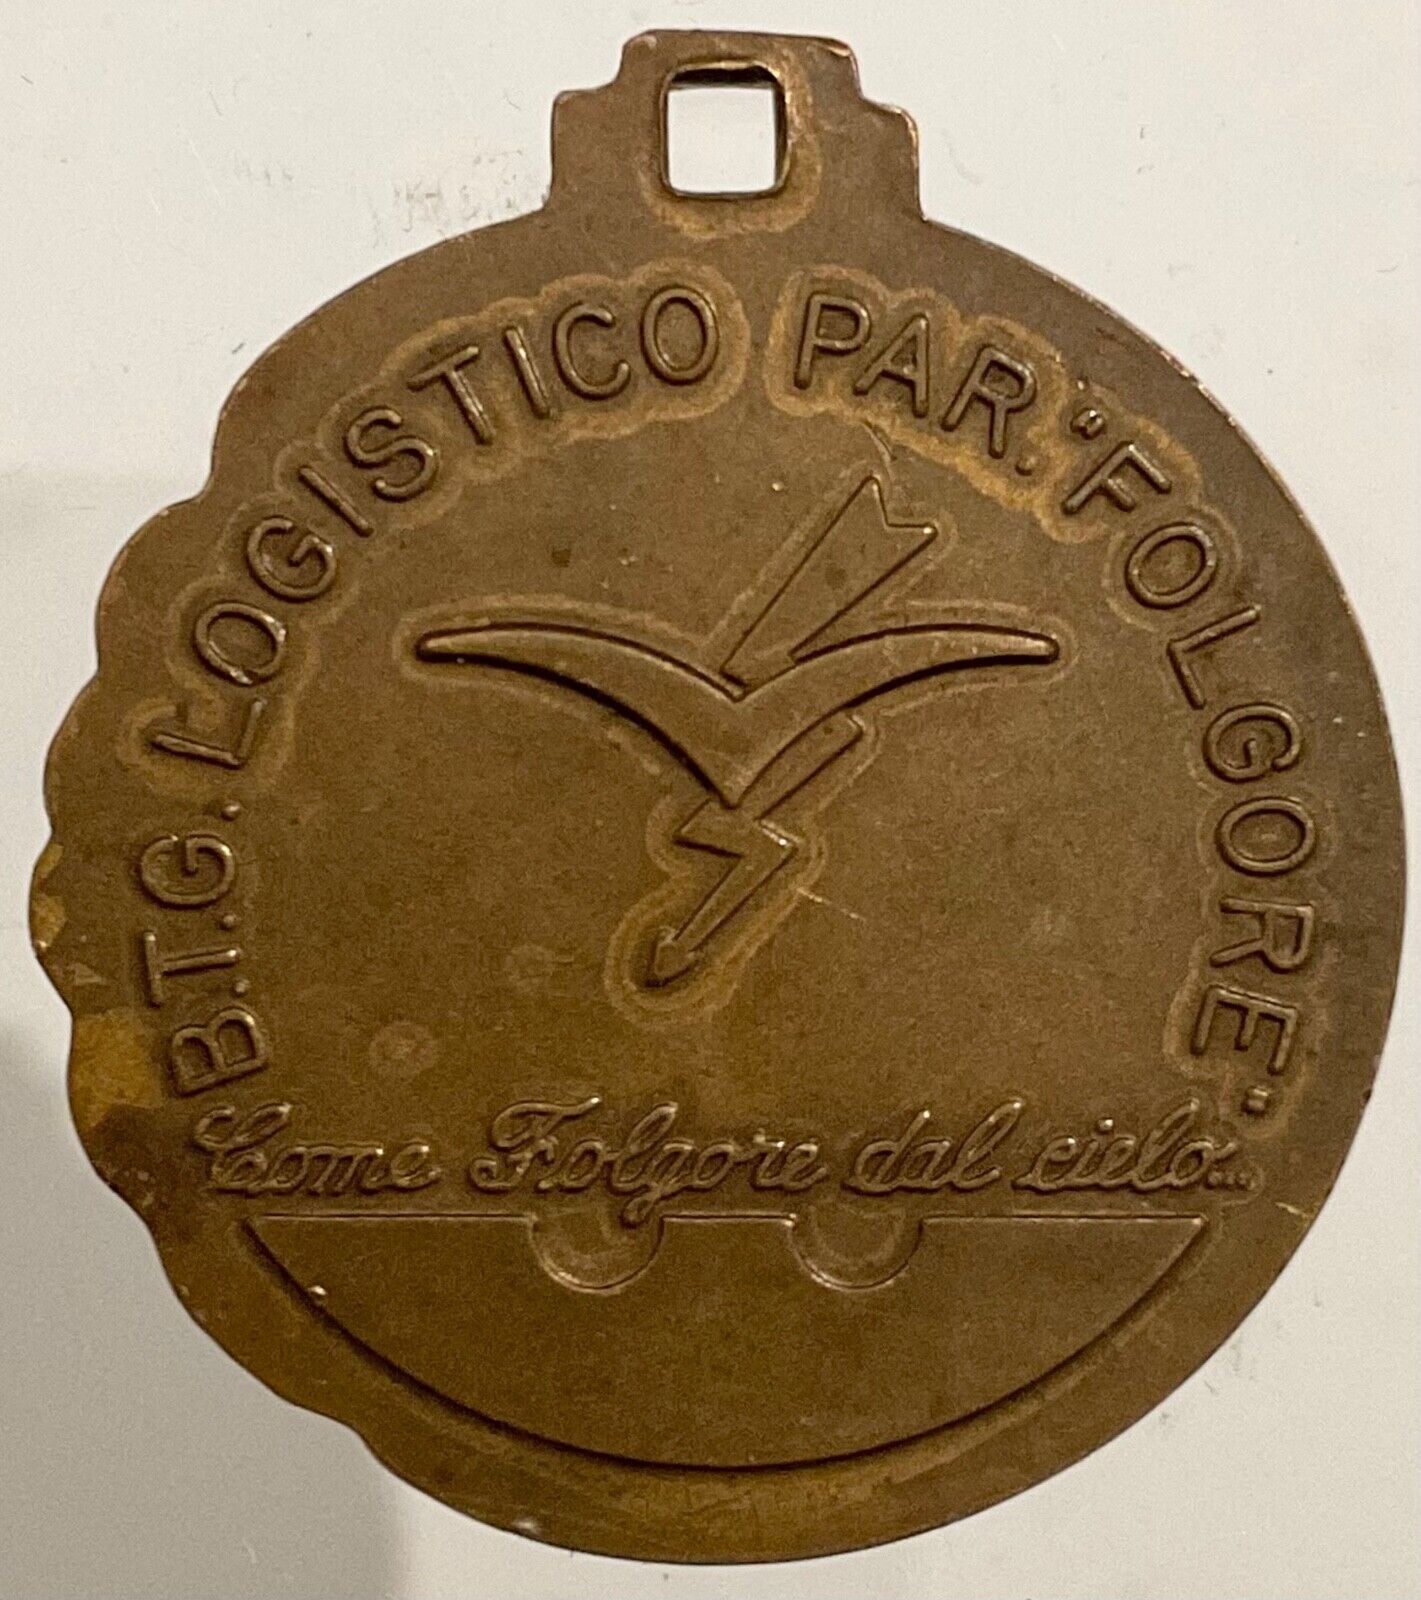 B.T.G. LOGISTICO PAR. "FOLGORE"
Come Folgore dal cielo...